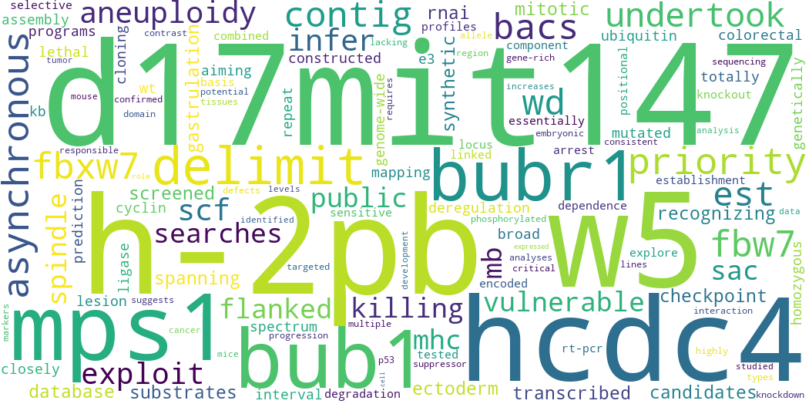 selective
aneuploidy
contig
rnai
mitotic
undertook
assembly
profiles
bacs
programs
cloning
combined
infer
lacking
allele
component
ubiquitin
colorectal
tumor
contrast
constructed
e3
region
gene-rich
sequencing
lethal
aiming
synthetic
wd
positional
totally
kb
wt
basis
d17mit147
mouse
confirmed
potential
repeat
genome-wide
essentially
knockout
genetically
asynchronous
domain
tissues
gastrulation
requires
increases
embryonic
mutated
analysis
responsible
locus
arrest
consistent
fbxw7
role
delimit
mapping
linked
bubr1
priority
establishment
spindle
prediction
screened
defects
levels
public
deregulation
dependence
est
cyclin
scf
identified
sensitive
phosphorylated
recognizing
data
h-2pb
searches
development
expressed
broad
w5
explore
fbw7
ligase
targeted
mb
analyses
critical
lines
sac
homozygous
spanning
encoded
markers
lesion
suggests
flanked
killing
vulnerable
checkpoint
mps1
spectrum
multiple
mhc
hcdc4
interaction
cancer
mice
progression
bub1
p53
tested
rt-pcr
highly
studied
closely
exploit
cell
suppressor
types
database
substrates
interval
degradation
ectoderm
transcribed
candidates
knockdown